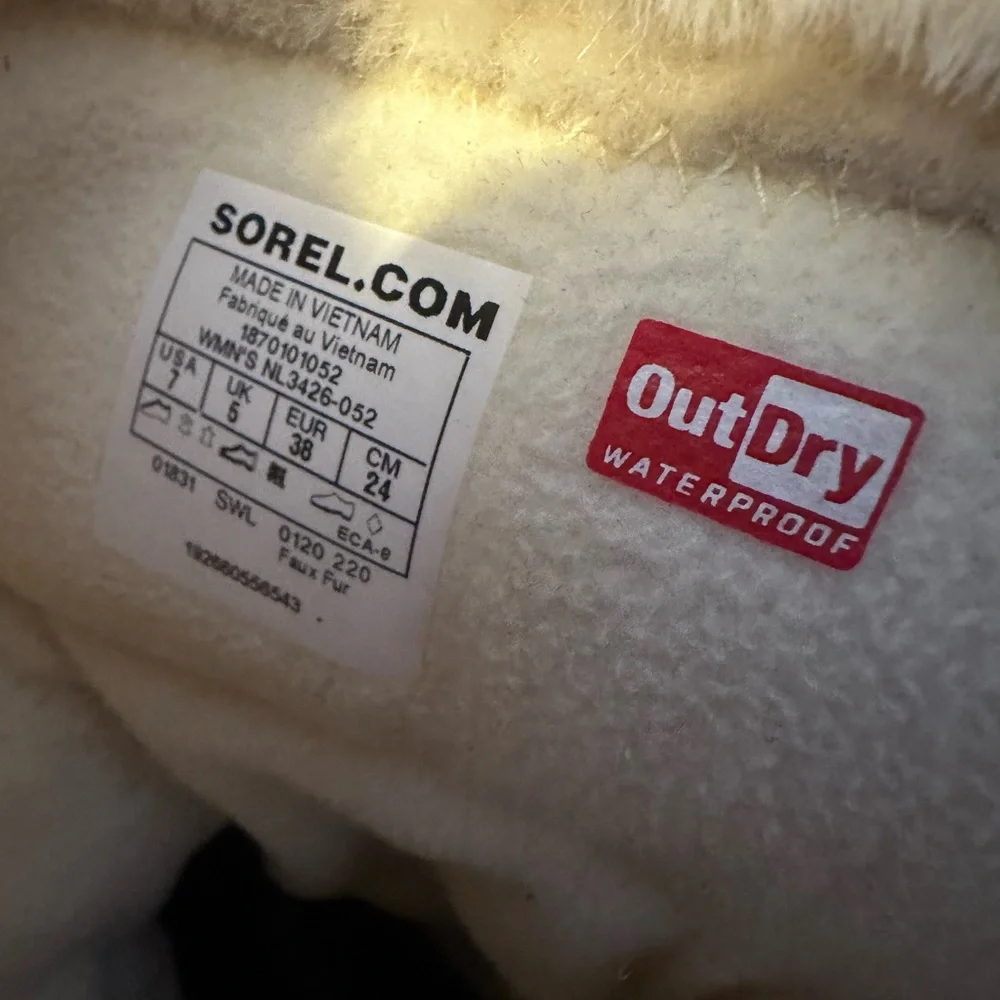 SOREL.COM
MADE IN VIETNAM
Fabriqué au Vietnam
1870101052
WMN'S NL3426-052
USA UK EUR CM
7 5 38 24
ECA-8
01831 SWL 0120 220
Faux Fur
OutDry
WATERPROOF